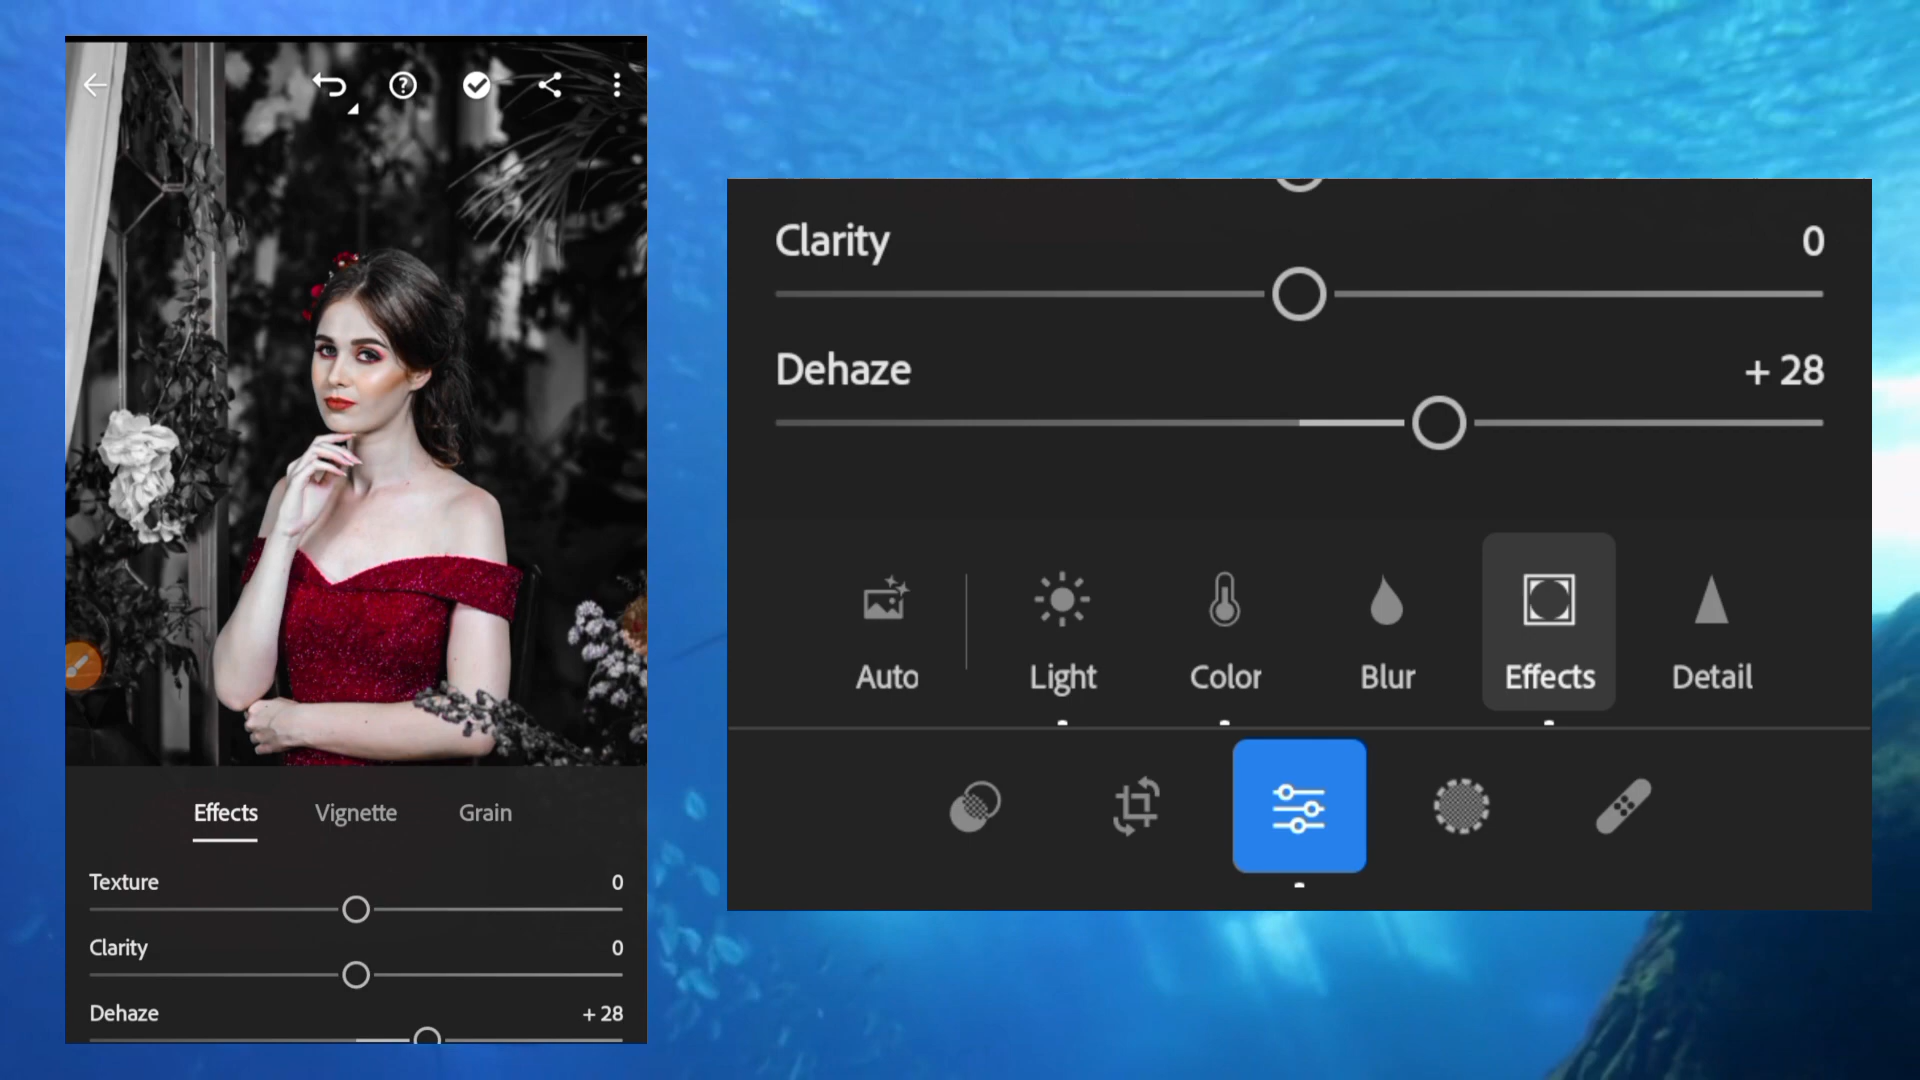 Effects Vignette Grain
Texture 0
Clarity 0
Dehaze + 28
Clarity 0
Dehaze + 28
Auto Light Color Blur Effects Detail